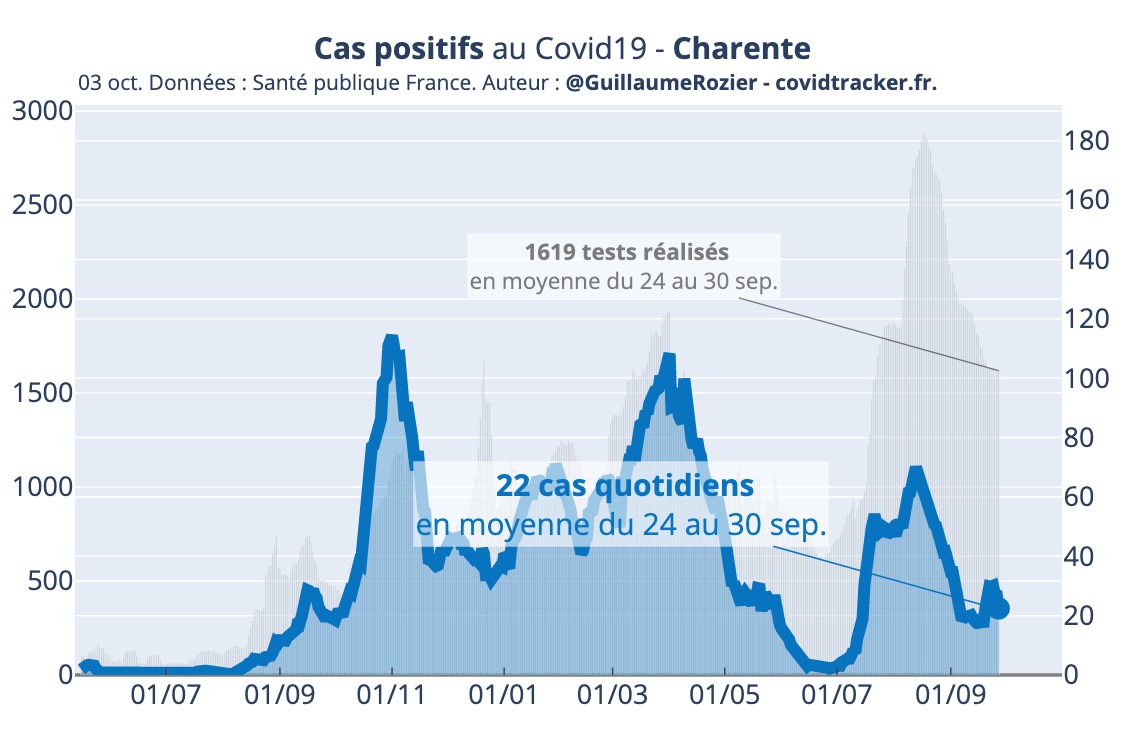 Cas positifs au Covid19 - Charente
03 oct. Données : Santé publique France. Auteur : @GuillaumeRozier - covidtracker.fr.
3000
2500
2000
1500
1000
500
0
180
160
140
120
100
80
60
40
20
0
1619 tests réalisés
en moyenne du 24 au 30 sep.
22 cas quotidiens
en moyenne du 24 au 30 sep.
01/07 01/09 01/11 01/01 01/03 01/05 01/07 01/09